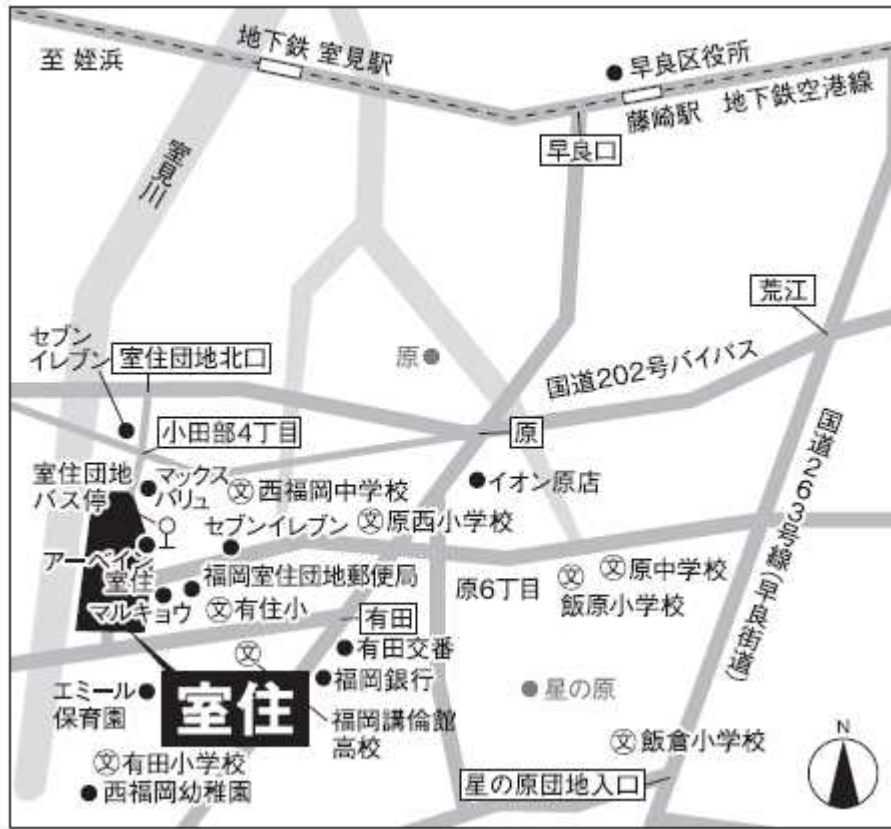 至 姪浜
地下鉄 室見駅
早良区役所
藤崎駅 地下鉄空港線
早良口
室見川
荒江
セブン
イレブン
室住団地北口
原
国道202号バイパス
小田部4丁目
原
室住団地
バス停
マックス
バリュ
文 西福岡中学校
イオン原店
国道263号線(早良街道)
セブンイレブン
文 原西小学校
アーベイン
室住
福岡室住団地郵便局
原6丁目
文 文 原中学校
飯原小学校
マルキョウ
文 有住小
有田
有田交番
文
福岡銀行
星の原
エミール
保育園
室住
福岡講倫館
高校
文 飯倉小学校
N
文 有田小学校
星の原団地入口
西福岡幼稚園